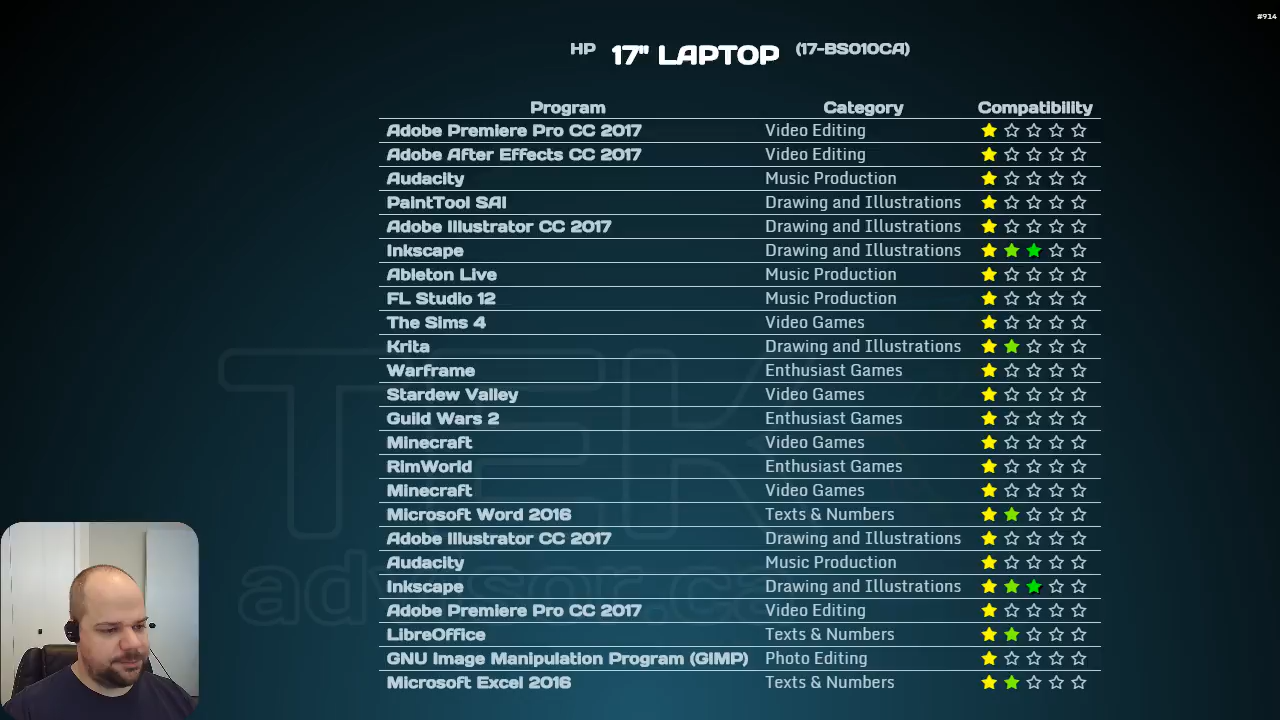 #914
HP 17" LAPTOP (17-BS010CA)
Program Category Compatibility
Adobe Premiere Pro CC 2017 Video Editing
Adobe After Effects CC 2017 Video Editing
Audacity Music Production
PaintTool SAI Drawing and Illustrations
Adobe Illustrator CC 2017 Drawing and Illustrations
Inkscape Drawing and Illustrations
Ableton Live Music Production
FL Studio 12 Music Production
The Sims 4 Video Games
Krita Drawing and Illustrations
Warframe Enthusiast Games
Stardew Valley Video Games
Guild Wars 2 Enthusiast Games
Minecraft Video Games
RimWorld Enthusiast Games
Minecraft Video Games
Microsoft Word 2016 Texts & Numbers
Adobe Illustrator CC 2017 Drawing and Illustrations
Audacity Music Production
Inkscape Drawing and Illustrations
Adobe Premiere Pro CC 2017 Video Editing
LibreOffice Texts & Numbers
GNU Image Manipulation Program (GIMP) Photo Editing
Microsoft Excel 2016 Texts & Numbers
TEK
advisor.ca